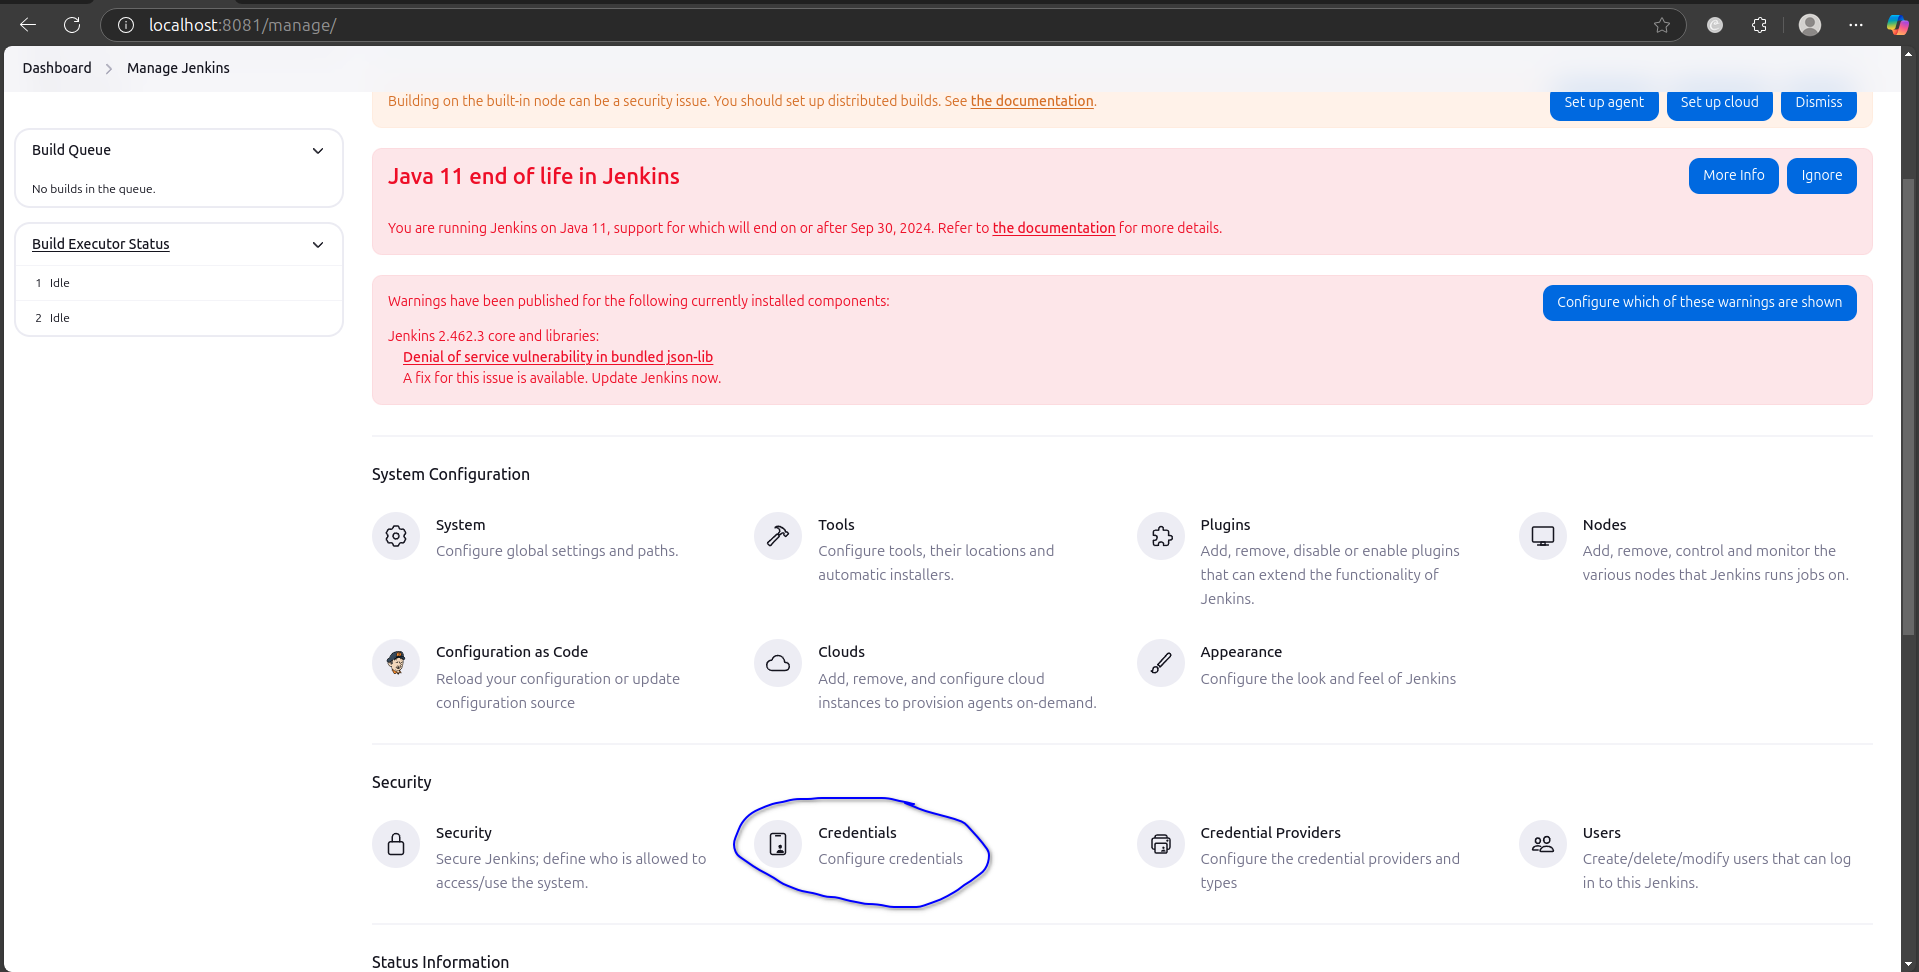 localhost:8081/manage/
Dashboard
Manage Jenkins
Building on the built-in node can be a security issue. You should set up distributed builds. See the documentation.
Set up agent
Set up cloud
Dismiss
Build Queue
No builds in the queue.
Build Executor Status
1 Idle
2 Idle
Java 11 end of life in Jenkins
More Info
Ignore
You are running Jenkins on Java 11, support for which will end on or after Sep 30, 2024. Refer to the documentation for more details.
Warnings have been published for the following currently installed components:
Configure which of these warnings are shown
Jenkins 2.462.3 core and libraries:
Denial of service vulnerability in bundled json-lib
A fix for this issue is available. Update Jenkins now.
System Configuration
System
Configure global settings and paths.
Tools
Configure tools, their locations and
automatic installers.
Plugins
Add, remove, disable or enable plugins
that can extend the functionality of
Jenkins.
Nodes
Add, remove, control and monitor the
various nodes that Jenkins runs jobs on.
Configuration as Code
Reload your configuration or update
configuration source
Clouds
Add, remove, and configure cloud
instances to provision agents on-demand.
Appearance
Configure the look and feel of Jenkins
Security
Security
Secure Jenkins; define who is allowed to
access/use the system.
Credentials
Configure credentials
Credential Providers
Configure the credential providers and
types
Users
Create/delete/modify users that can log
in to this Jenkins.
Status Information